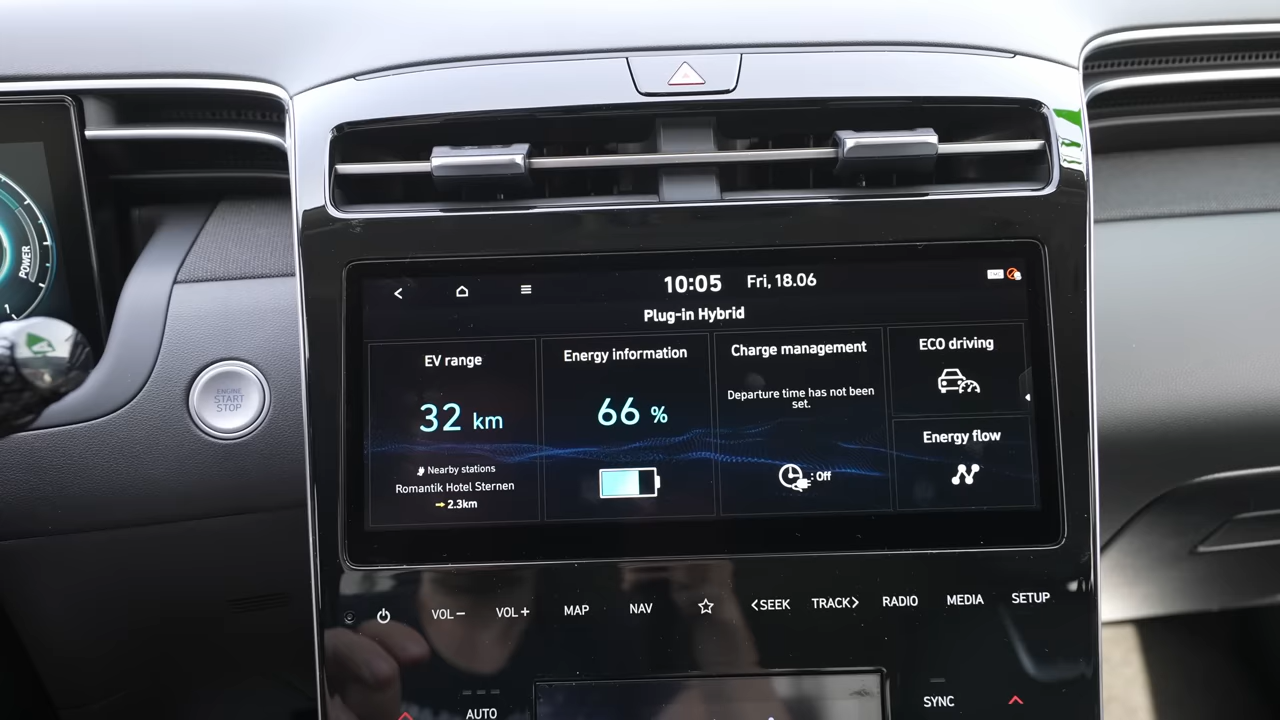 10:05 Fri, 18.06
Plug-in Hybrid
EV range
32 km
Nearby stations
Romantik Hotel Sternen
2.3km
Energy information
66 %
Charge management
Departure time has not been
set.
: Off
ECO driving
Energy flow
POWER
1
ENGINE
START
STOP
VOL− VOL+ MAP NAV <SEEK TRACK> RADIO MEDIA SETUP
AUTO SYNC